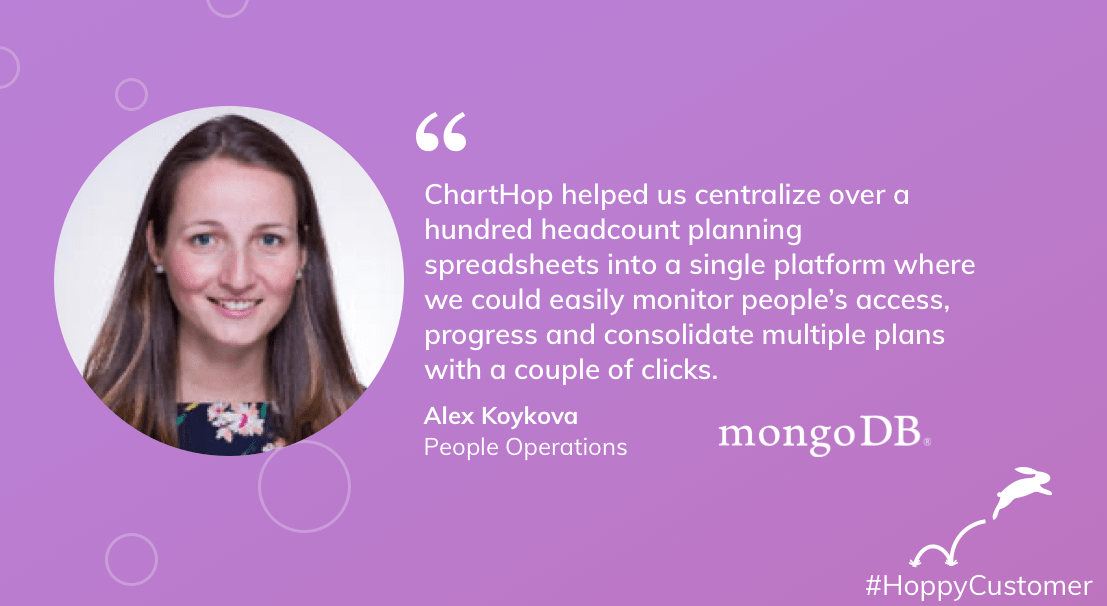 “
ChartHop helped us centralize over a
hundred headcount planning
spreadsheets into a single platform where
we could easily monitor people’s access,
progress and consolidate multiple plans
with a couple of clicks.
Alex Koykova
People Operations
mongoDB®
#HoppyCustomer